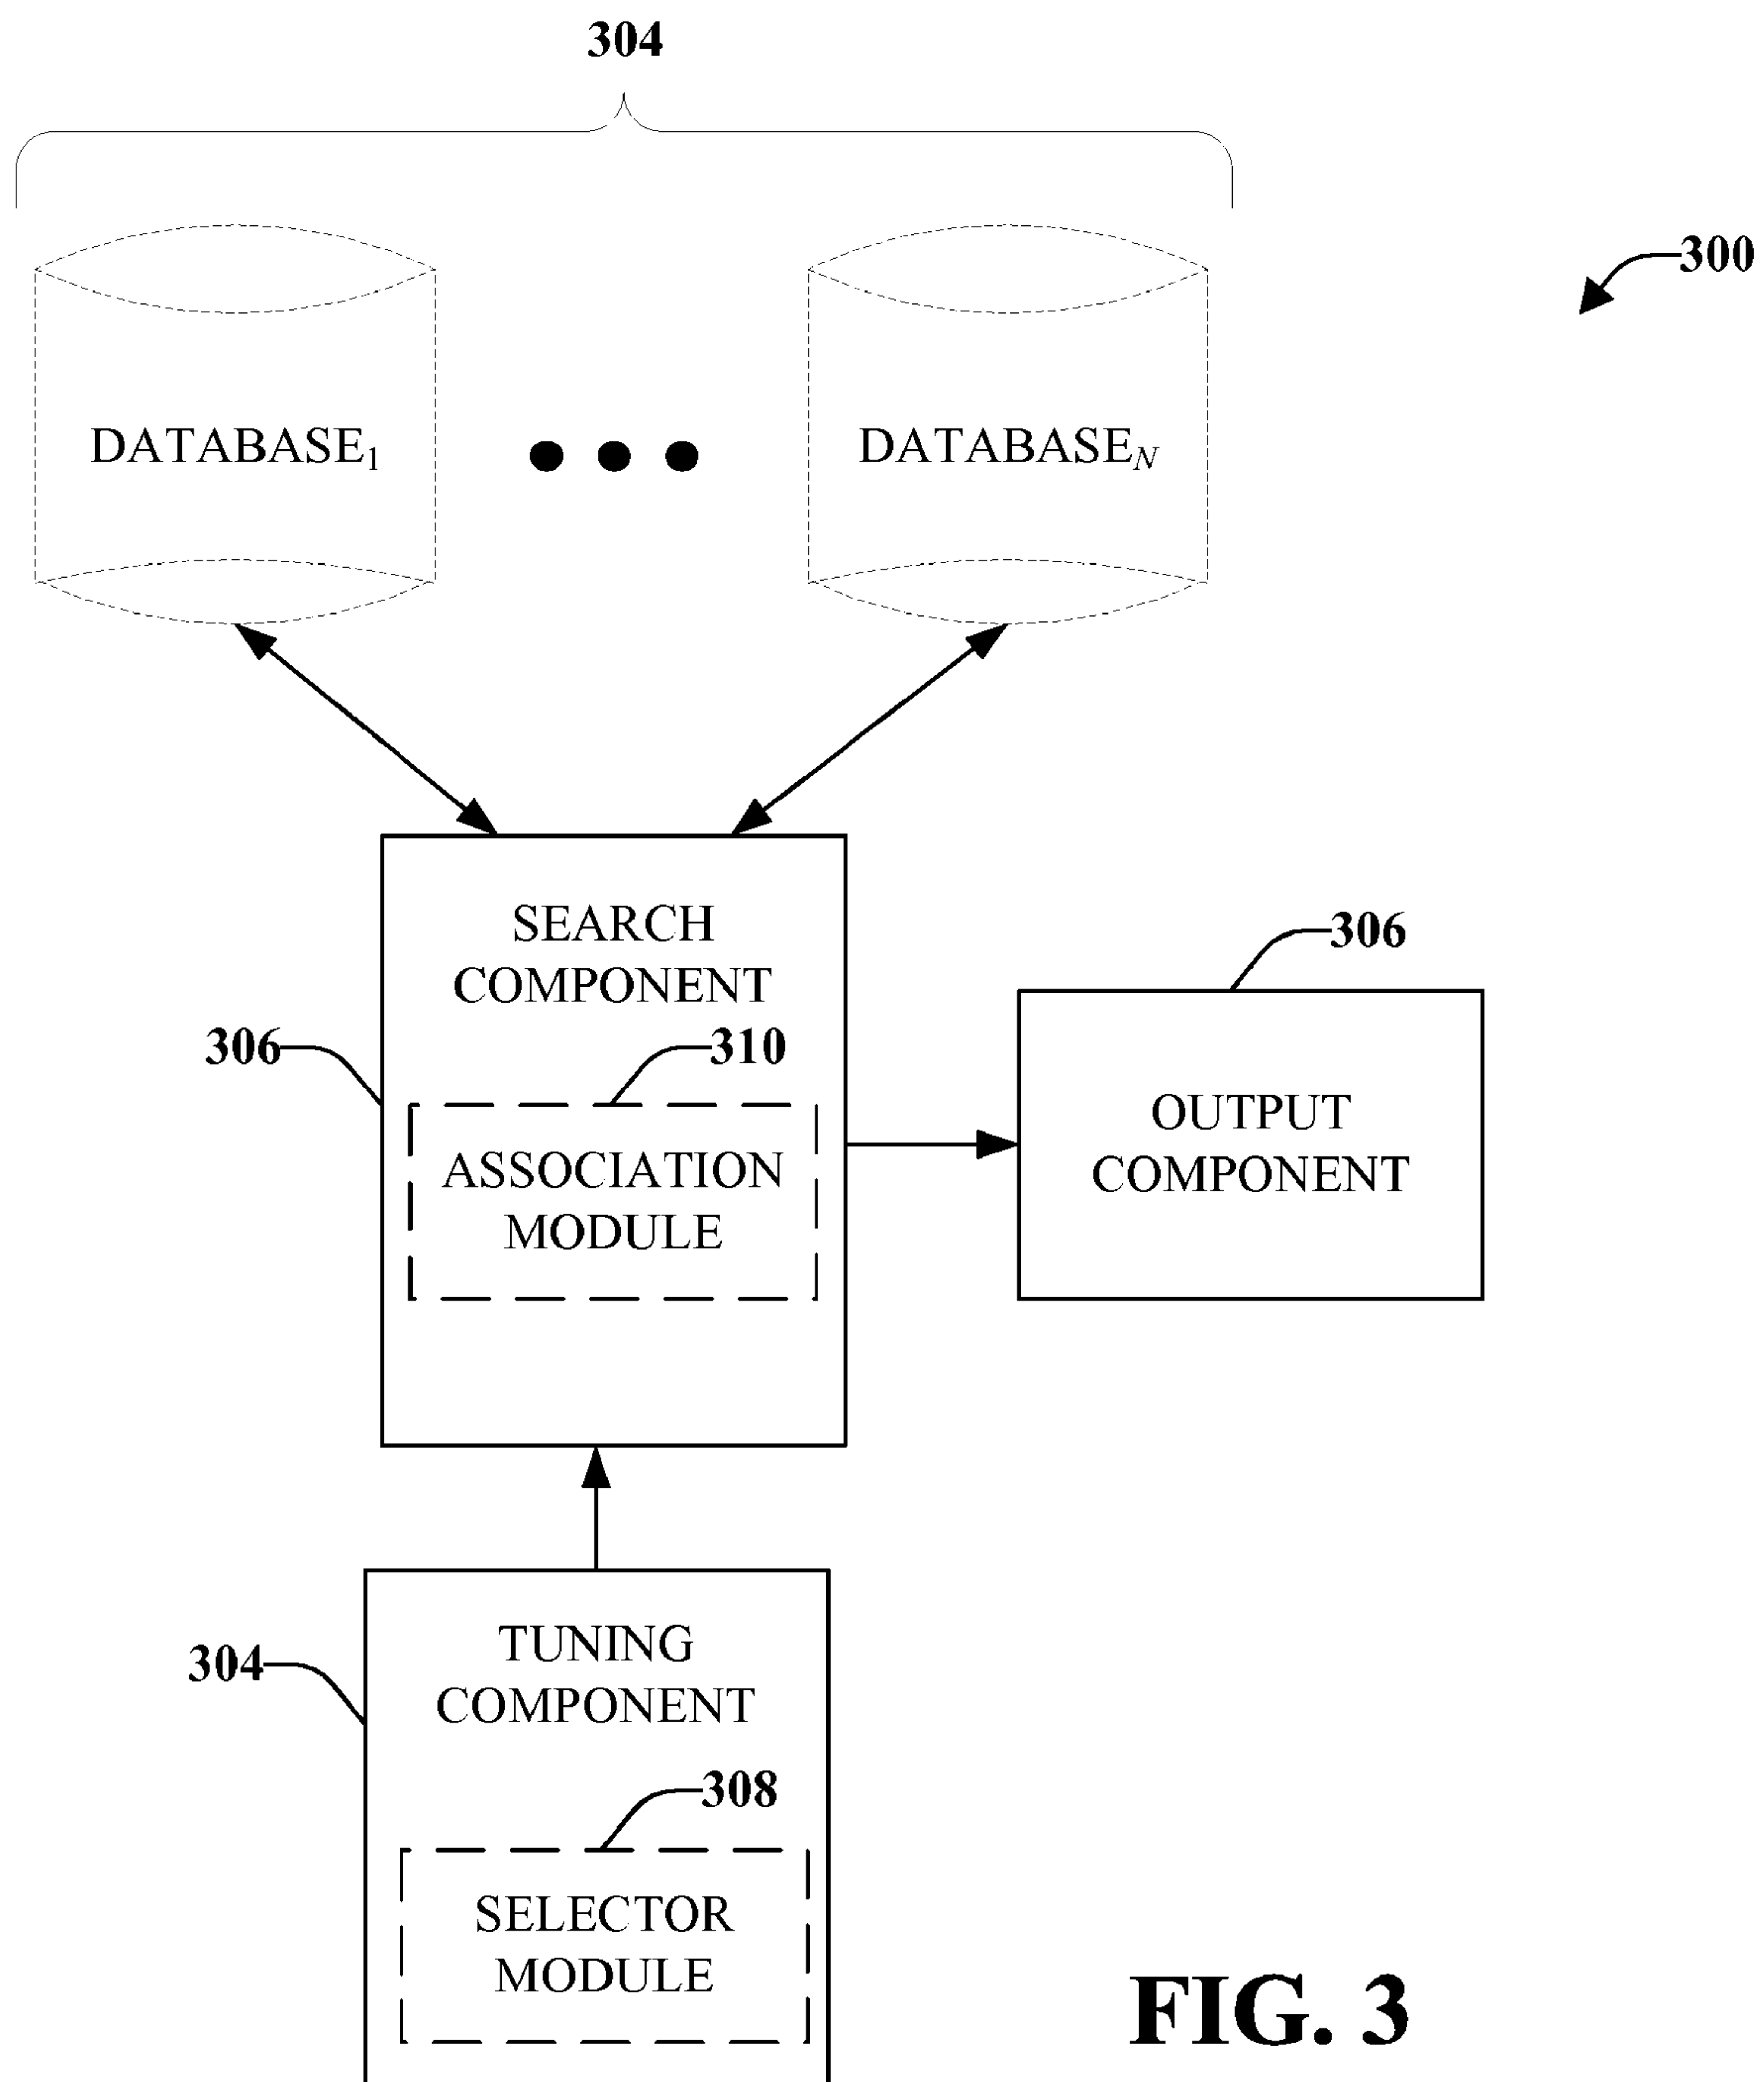 304
300
DATABASE₁
DATABASE_N
SEARCH
COMPONENT
306
310
ASSOCIATION
MODULE
306
OUTPUT
COMPONENT
304
TUNING
COMPONENT
308
SELECTOR
MODULE
FIG. 3